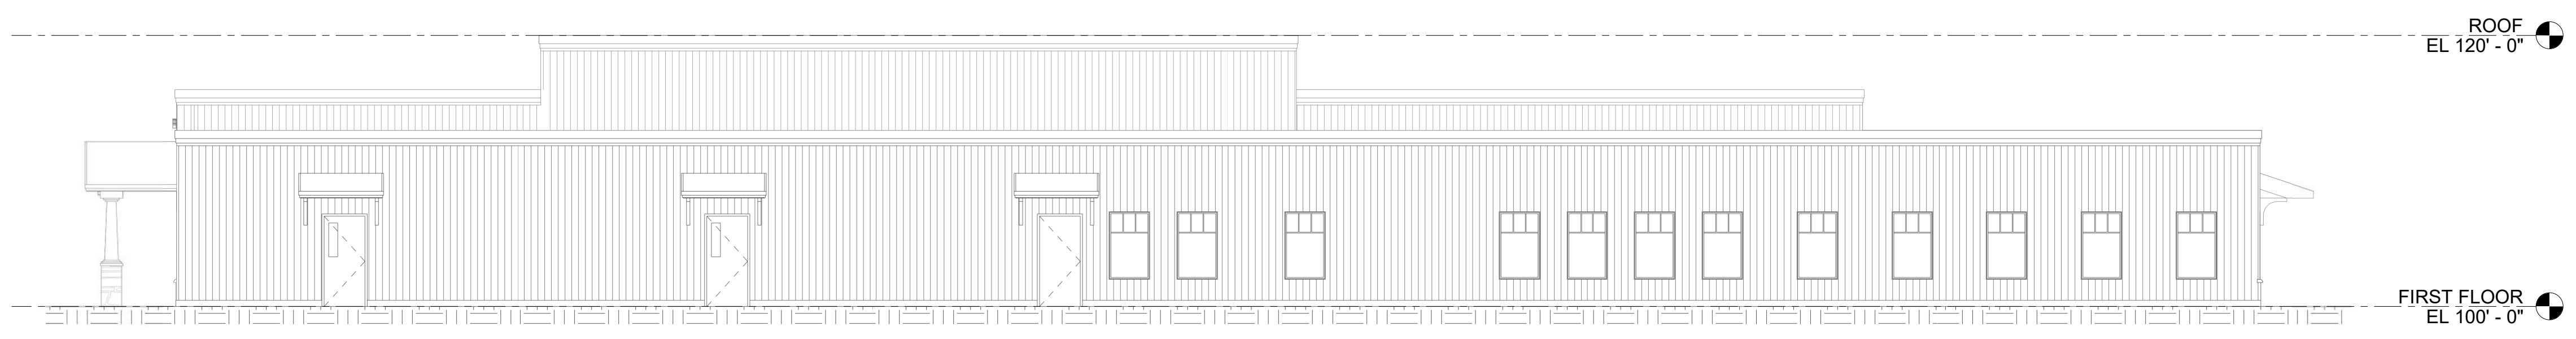 ROOF
EL 120' - 0"
FIRST FLOOR
EL 100' - 0"